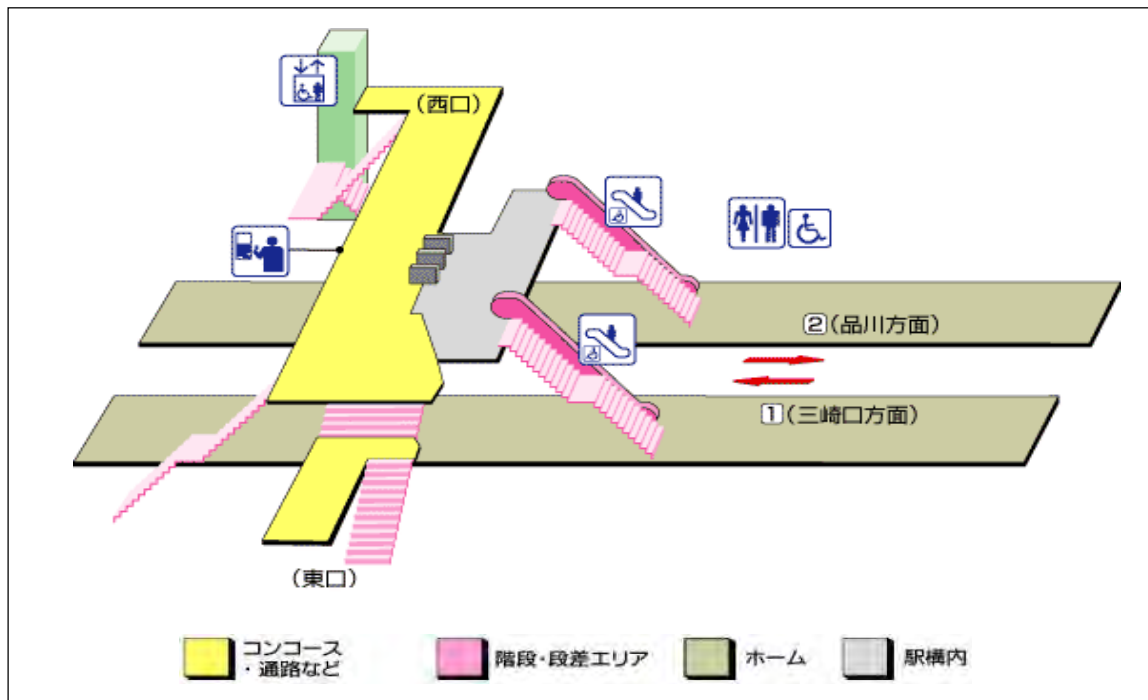 (西口)
2(品川方面)
1(三崎口方面)
(東口)
コンコース
・通路など
階段・段差エリア
ホーム
駅構内